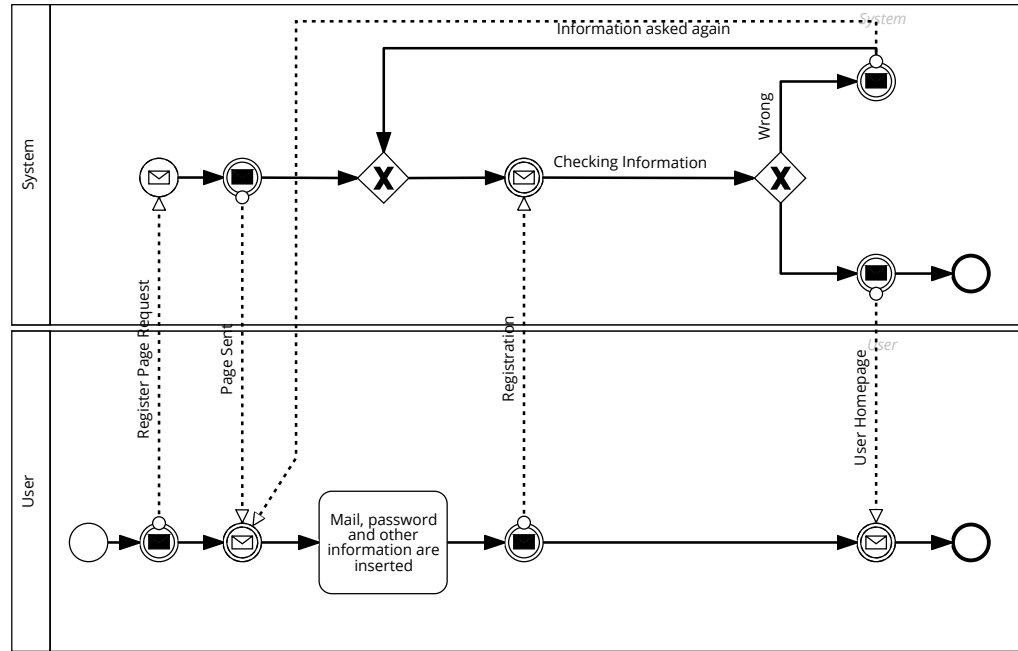 System
Information asked again
System
Wrong
Checking Information
Register Page Request
Page Sent
Registration
User Homepage
User
User
Mail, password
and other
information are
inserted